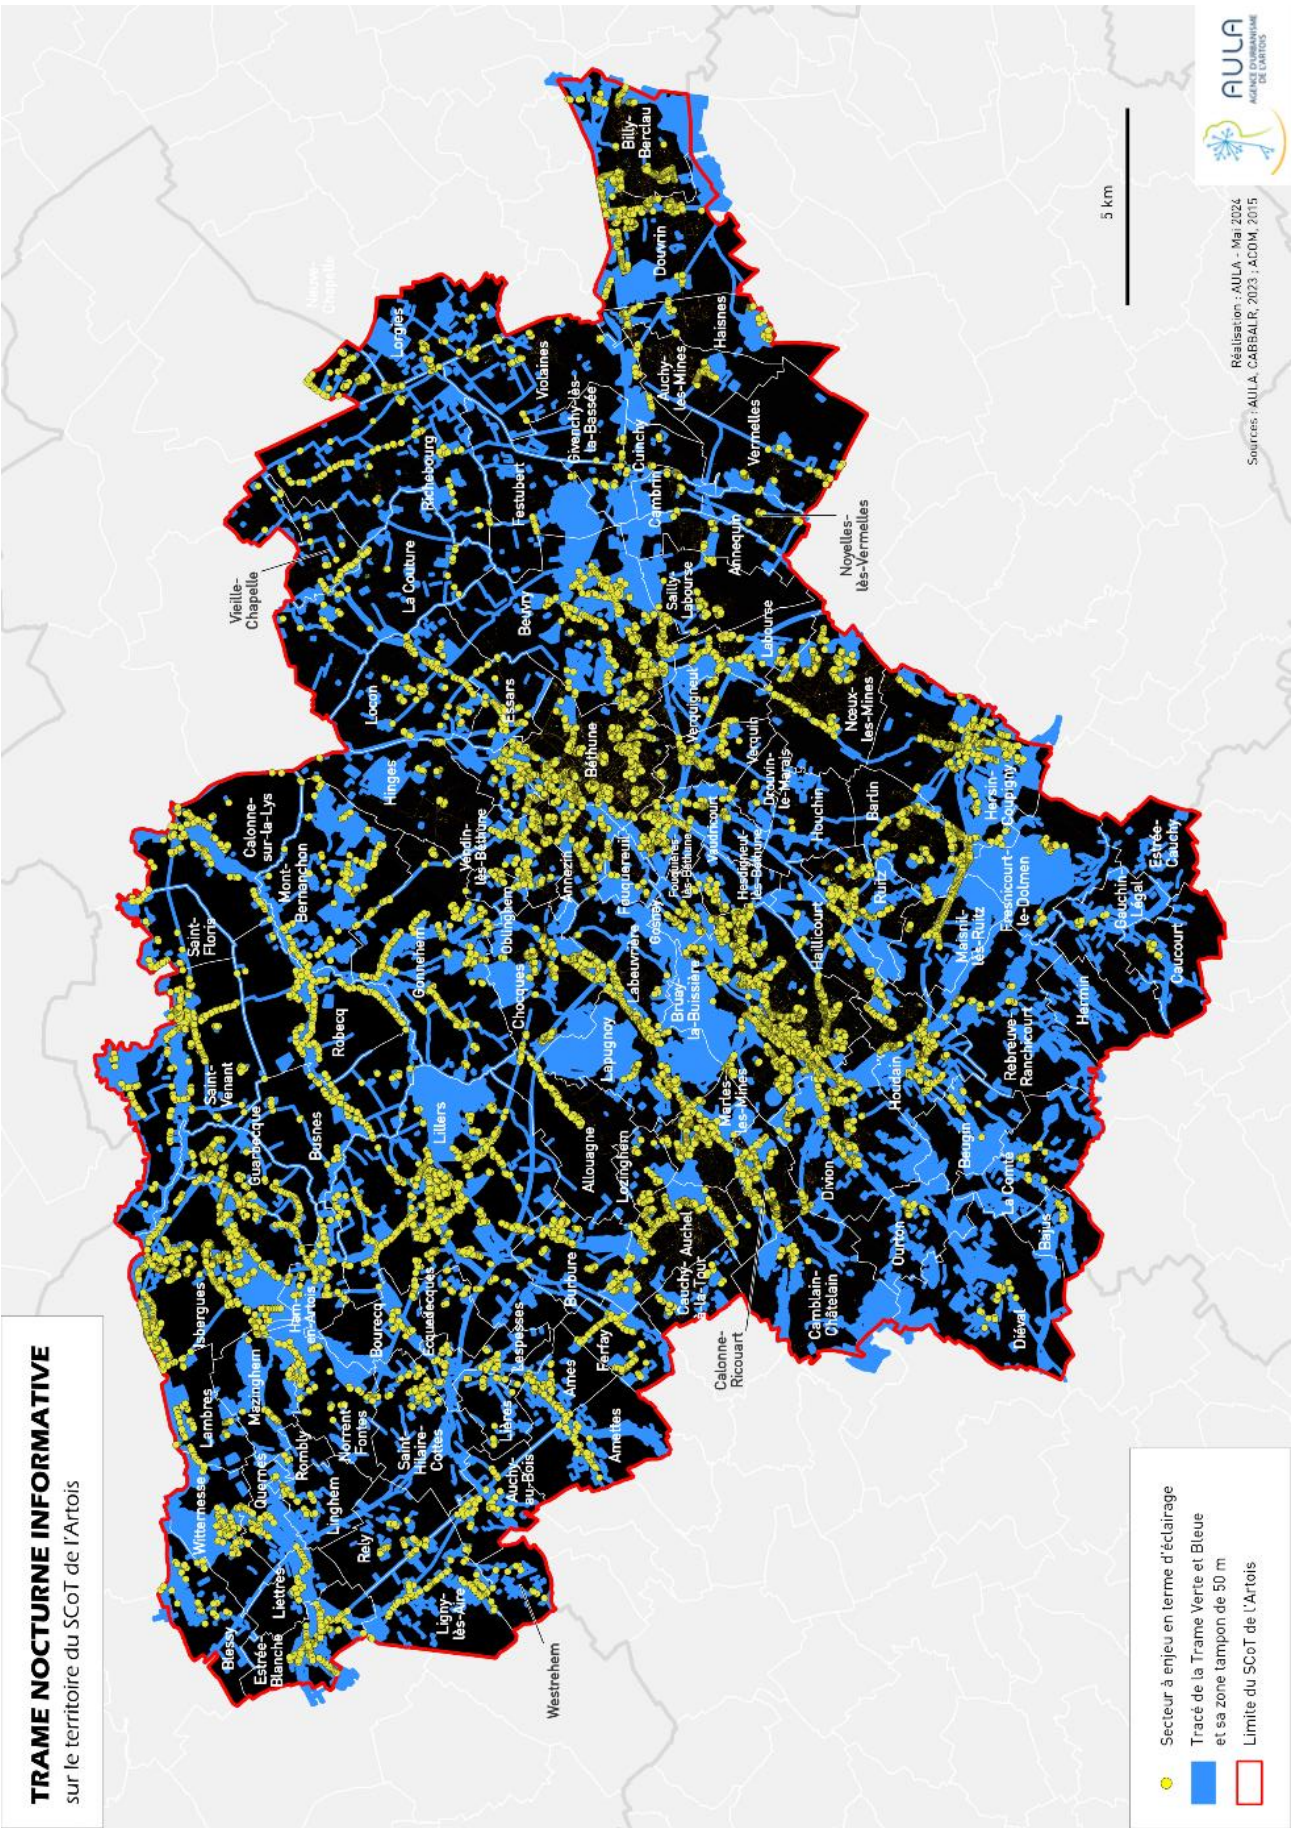 TRAME NOCTURNE INFORMATIVE
sur le territoire du SCoT de l'Artois
Blessy
Estrée-
Blanche
Liettres
Witternesse
Quernes
Lambres
Mazinghem
Rombly
Linghem
Rely
Ligny-
lès-Aire
Westrehem
Norrent-
Fontes
Saint-
Hilaire-
Cottes
Auchy-
au-Bois
Lières
Ames
Amettes
Ferfay
Lespesses
Ecquedecques
Bourecq
Ham-
en-Artois
Isbergues
Guarbecque
Saint-
Venant
Busnes
Lillers
Burbure
Allouagne
Lozinghem
Cauchy-
à-la-Tour
Auchel
Calonne-
Ricouart
Camblain-
Châtelain
Marles-
les-Mines
Divion
Ourton
Diéval
Bajus
La Comté
Beugin
Houdain
Rebreuve-
Ranchicourt
Hermin
Caucourt
Gauchin-
Légal
Estrée-
Cauchy
Fresnicourt-
le-Dolmen
Maisnil-
lès-Ruitz
Ruitz
Haillicourt
Bruay-
la-Buissière
Lapugnoy
Labeuvrière
Chocques
Gonnehem
Robecq
Saint-
Floris
Calonne-
sur-la-Lys
Mont-
Bernanchon
Hinges
Oblinghem
Vendin-
lès-Béthune
Annezin
Fouquereuil
Gosnay
Fouquières-
lès-Béthune
Vaudricourt
Hesdigneul-
lès-Béthune
Drouvin-
le-Marais
Houchin
Barlin
Hersin-
Coupigny
Nœux-
les-Mines
Verquin
Verquigneul
Labourse
Sailly-
Labourse
Béthune
Essars
Locon
Beuvry
La Couture
Vieille-
Chapelle
Richebourg
Festubert
Neuve-
Chapelle
Lorgies
Violaines
Givenchy-lès-
la-Bassée
Cuinchy
Cambrin
Annequin
Noyelles-
lès-Vermelles
Vermelles
Auchy-
les-Mines
Haisnes
Douvrin
Billy-
Berclau
5 km
Secteur à enjeu en terme d'éclairage
Tracé de la Trame Verte et Bleue
et sa zone tampon de 50 m
Limite du SCoT de l'Artois
Réalisation : AULA - Mai 2024
Sources : AULA, CABBALR, 2023 ; ACOM, 2015
AULA
AGENCE D'URBANISME
DE L'ARTOIS